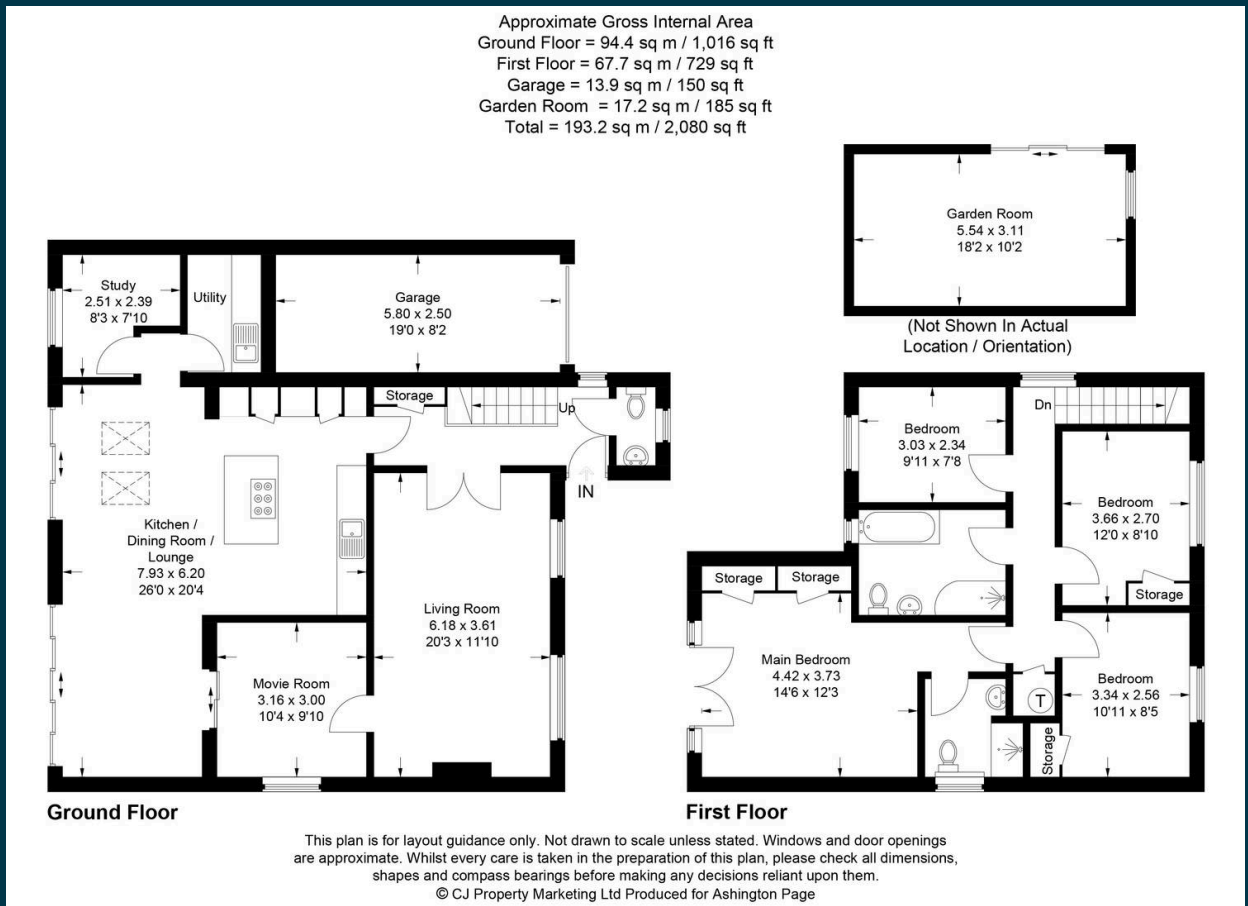 Approximate Gross Internal Area
Ground Floor = 94.4 sq m / 1,016 sq ft
First Floor = 67.7 sq m / 729 sq ft
Garage = 13.9 sq m / 150 sq ft
Garden Room = 17.2 sq m / 185 sq ft
Total = 193.2 sq m / 2,080 sq ft
Garden Room
5.54 x 3.11
18'2 x 10'2
(Not Shown In Actual
Location / Orientation)
Study
2.51 x 2.39
8'3 x 7'10
Utility
Garage
5.80 x 2.50
19'0 x 8'2
Storage
Up
IN
Kitchen /
Dining Room /
Lounge
7.93 x 6.20
26'0 x 20'4
Living Room
6.18 x 3.61
20'3 x 11'10
Movie Room
3.16 x 3.00
10'4 x 9'10
Ground Floor
Dn
Bedroom
3.03 x 2.34
9'11 x 7'8
Bedroom
3.66 x 2.70
12'0 x 8'10
Storage
Storage
Storage
Main Bedroom
4.42 x 3.73
14'6 x 12'3
T
Bedroom
3.34 x 2.56
10'11 x 8'5
Storage
First Floor
This plan is for layout guidance only. Not drawn to scale unless stated. Windows and door openings
are approximate. Whilst every care is taken in the preparation of this plan, please check all dimensions,
shapes and compass bearings before making any decisions reliant upon them.
© CJ Property Marketing Ltd Produced for Ashington Page